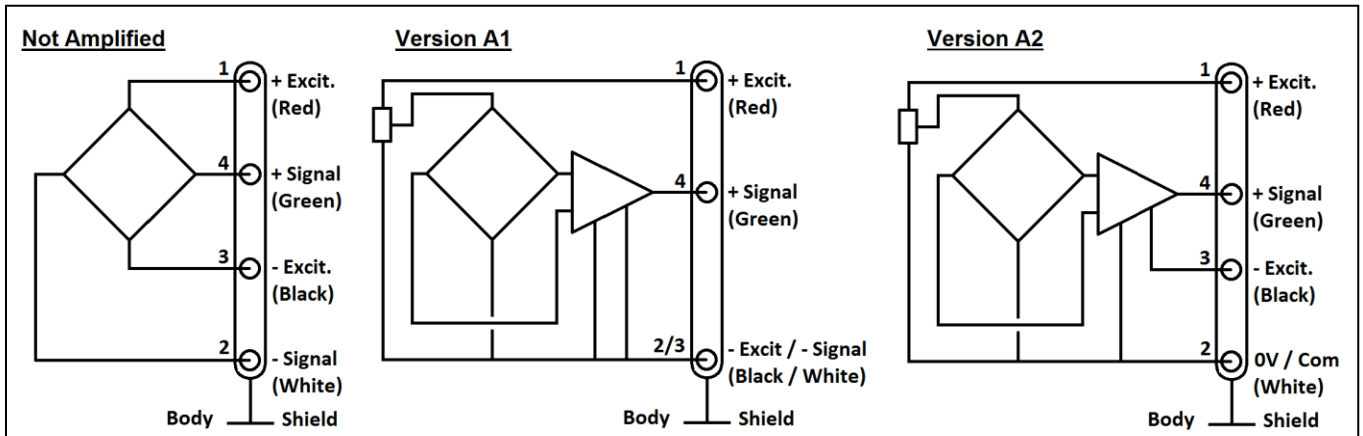 Not Amplified
1
+ Excit.
(Red)
4
+ Signal
(Green)
3
- Excit.
(Black)
2
- Signal
(White)
Body
Shield
Version A1
1
+ Excit.
(Red)
4
+ Signal
(Green)
2/3
- Excit / - Signal
(Black / White)
Body
Shield
Version A2
1
+ Excit.
(Red)
4
+ Signal
(Green)
3
- Excit.
(Black)
2
0V / Com
(White)
Body
Shield